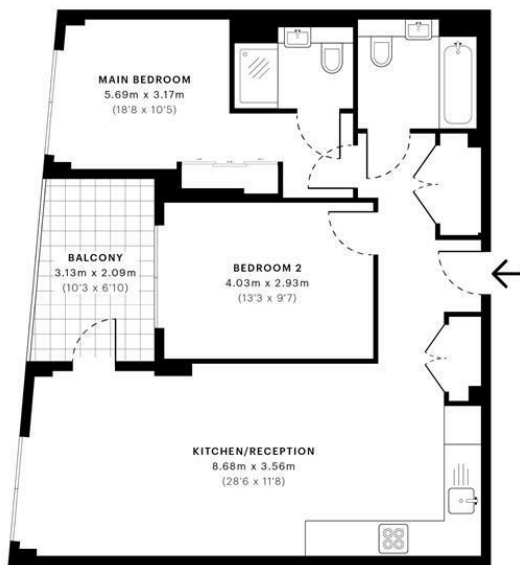 MAIN BEDROOM
5.69m x 3.17m
(18'8 x 10'5)
BALCONY
3.13m x 2.09m
(10'3 x 6'10)
BEDROOM 2
4.03m x 2.93m
(13'3 x 9'7)
KITCHEN/RECEPTION
8.68m x 3.56m
(28'6 x 11'8)